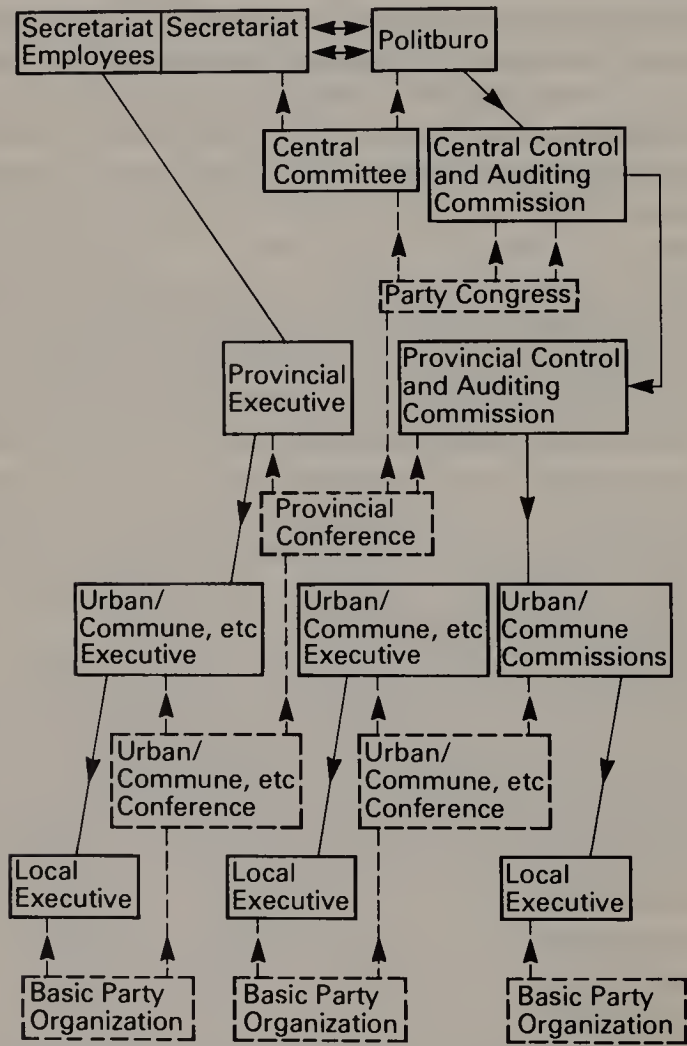 Secretariat
Employees
Secretariat
Politburo
Central
Committee
Central Control
and Auditing
Commission
Party Congress
Provincial
Executive
Provincial Control
and Auditing
Commission
Provincial
Conference
Urban/
Commune, etc
Executive
Urban/
Commune, etc
Executive
Urban/
Commune
Commissions
Urban/
Commune, etc
Conference
Urban/
Commune, etc
Conference
Local
Executive
Local
Executive
Local
Executive
Basic Party
Organization
Basic Party
Organization
Basic Party
Organization